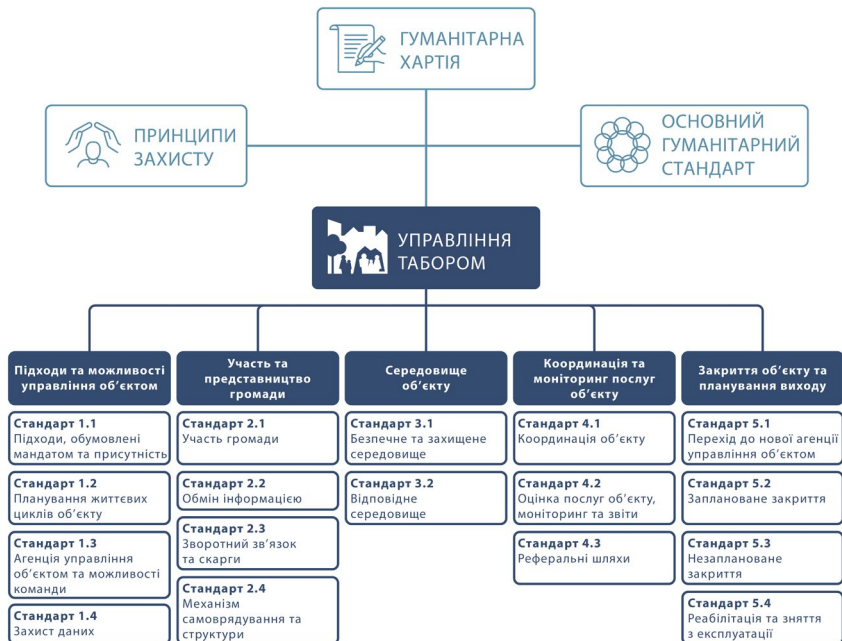 ГУМАНІТАРНА
ХАРТІЯ
ПРИНЦИПИ
ЗАХИСТУ
ОСНОВНИЙ
ГУМАНІТАРНИЙ
СТАНДАРТ
УПРАВЛІННЯ
ТАБОРОМ
Підходи та можливості
управління об’єктом
Стандарт 1.1
Підходи, обумовлені
мандатом та присутність
Стандарт 1.2
Планування життєвих
циклів об’єкту
Стандарт 1.3
Агенція управління
об’єктом та можливості
команди
Стандарт 1.4
Захист даних
Участь та
представництво
громади
Стандарт 2.1
Участь громади
Стандарт 2.2
Обмін інформацією
Стандарт 2.3
Зворотний зв’язок
та скарги
Стандарт 2.4
Механізм
самоврядування та
структури
Середовище
об’єкту
Стандарт 3.1
Безпечне та захищене
середовище
Стандарт 3.2
Відповідне
середовище
Координація та
моніторинг послуг
об’єкту
Стандарт 4.1
Координація об’єкту
Стандарт 4.2
Оцінка послуг об’єкту,
моніторинг та звіти
Стандарт 4.3
Реферальні шляхи
Закриття об’єкту та
планування виходу
Стандарт 5.1
Перехід до нової агенції
управління об’єктом
Стандарт 5.2
Заплановане закриття
Стандарт 5.3
Незаплановане
закриття
Стандарт 5.4
Реабілітація та зняття
з експлуатації